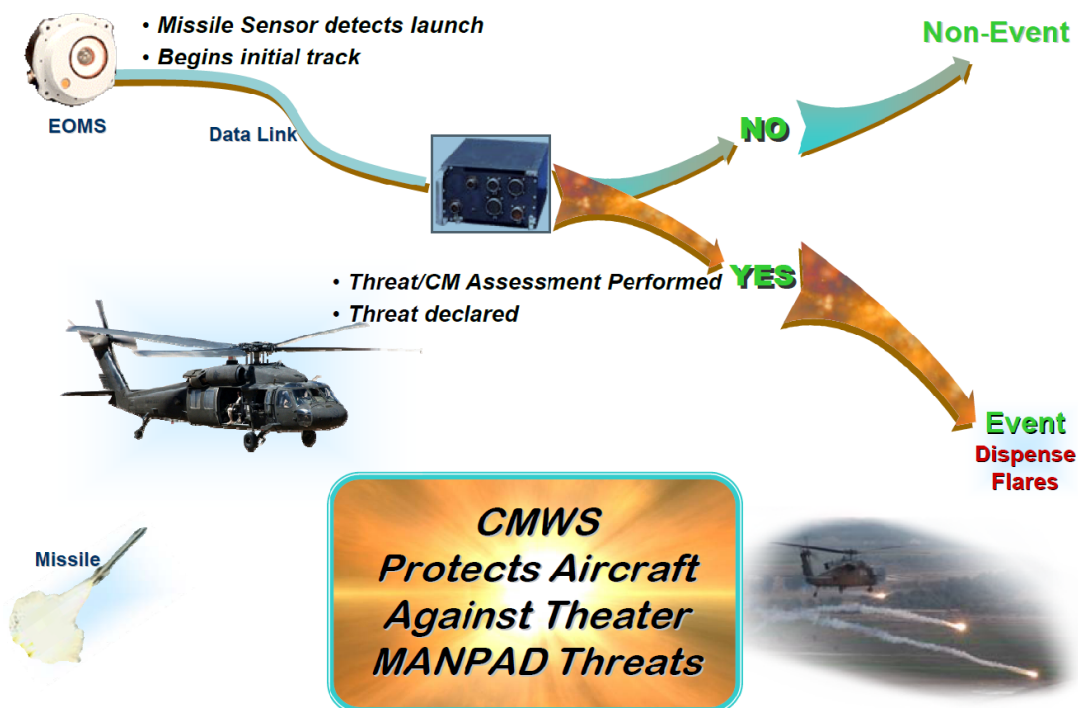 • Missile Sensor detects launch
• Begins initial track
Non-Event
EOMS
Data Link
NO
YES
• Threat/CM Assessment Performed
• Threat declared
Event
Dispense
Flares
Missile
CMWS
Protects Aircraft
Against Theater
MANPAD Threats